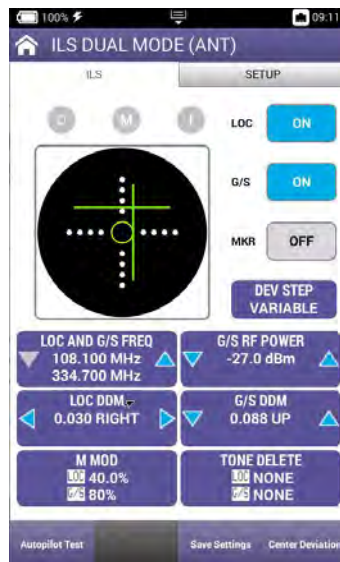 100% 09:11
ILS DUAL MODE (ANT)
ILS SETUP
O M I LOC ON
G/S ON
MKR OFF
DEV STEP
VARIABLE
LOC AND G/S FREQ
108.100 MHz
334.700 MHz
G/S RF POWER
-27.0 dBm
LOC DDM
0.030 RIGHT
G/S DDM
0.088 UP
M MOD
LOC 40.0%
G/S 80%
TONE DELETE
LOC NONE
G/S NONE
Autopilot Test Save Settings Center Deviation